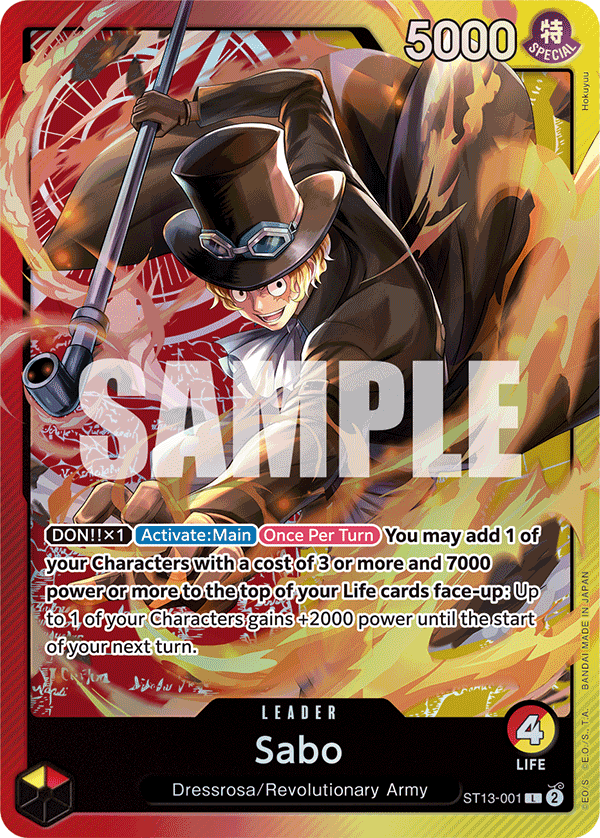 5000
特
SPECIAL
Hokuyuu
SAMPLE
DON!!×1 Activate:Main Once Per Turn You may add 1 of
your Characters with a cost of 3 or more and 7000
power or more to the top of your Life cards face-up: Up
to 1 of your Characters gains +2000 power until the start
of your next turn.
LEADER
Sabo
Dressrosa/Revolutionary Army
4
LIFE
ST13-001 L 2
©E.O/S ©E.O./S.,T.A. BANDAI MADE IN JAPAN